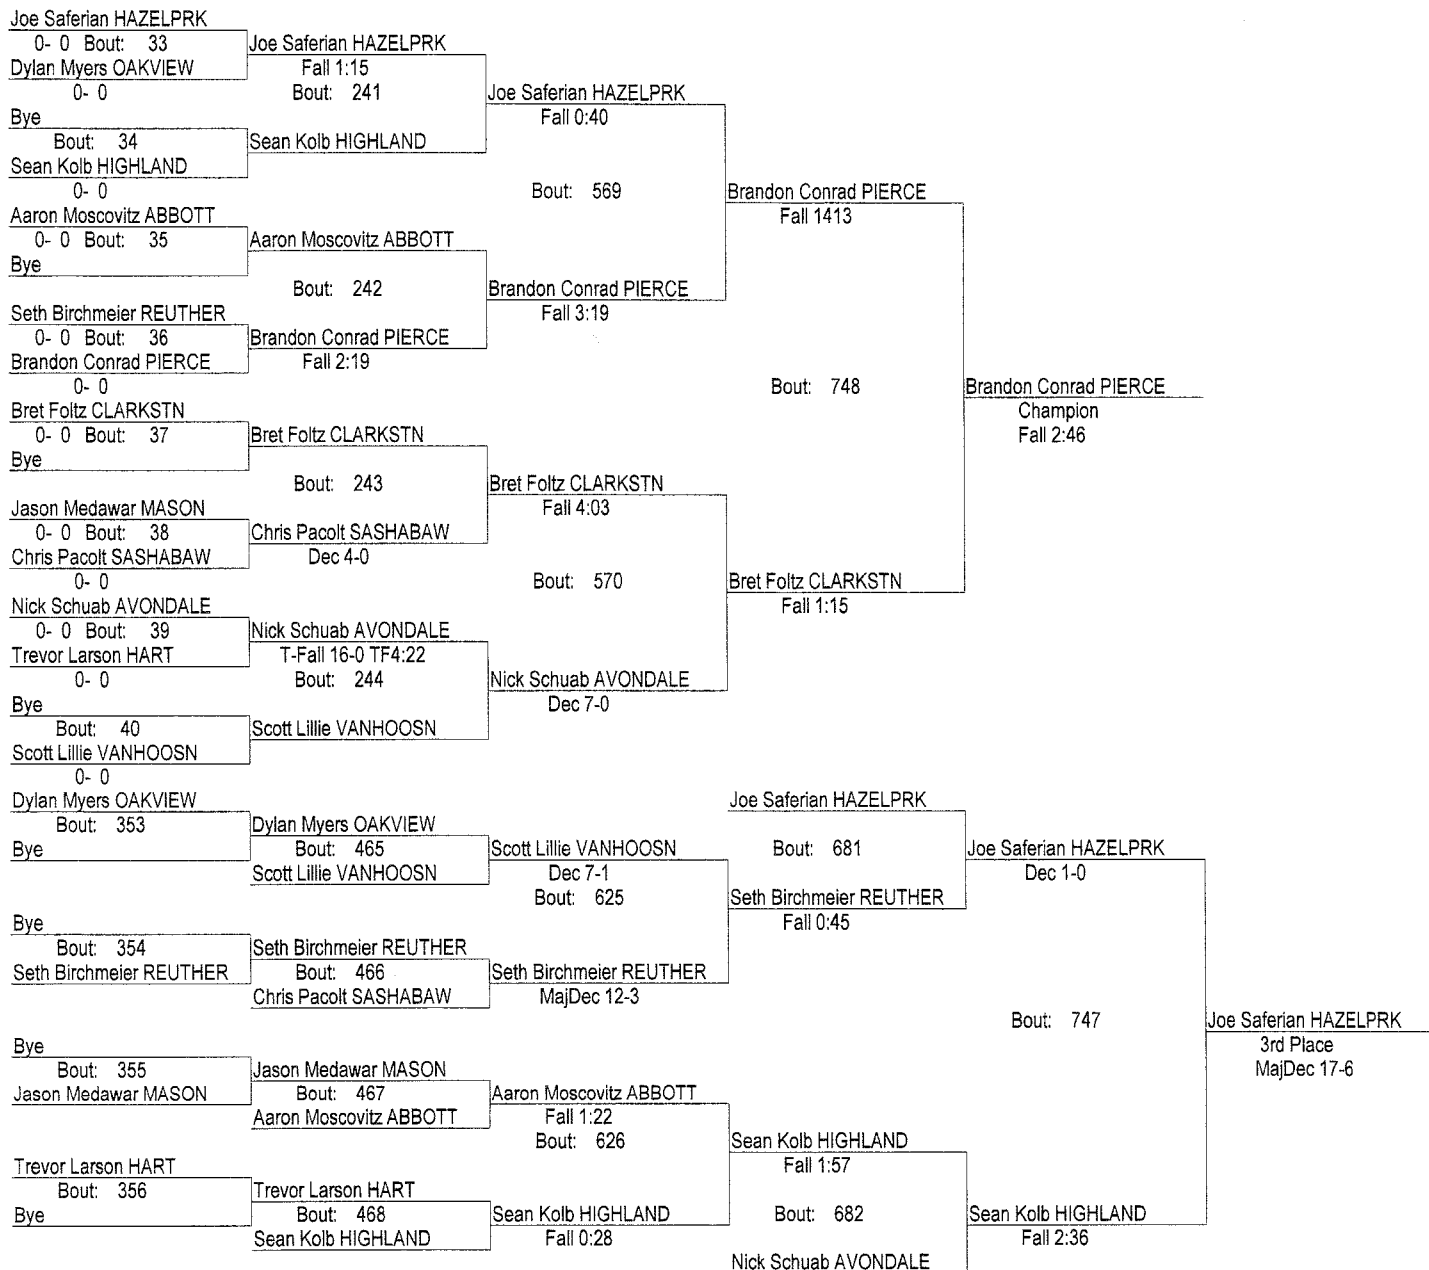 Joe Saferian HAZELPRK
0- 0 Bout: 33
Dylan Myers OAKVIEW
0- 0
Bye
Bout: 34
Sean Kolb HIGHLAND
0- 0
Aaron Moscovitz ABBOTT
0- 0 Bout: 35
Bye
Seth Birchmeier REUTHER
0- 0 Bout: 36
Brandon Conrad PIERCE
0- 0
Bret Foltz CLARKSTN
0- 0 Bout: 37
Bye
Jason Medawar MASON
0- 0 Bout: 38
Chris Pacolt SASHABAW
0- 0
Nick Schuab AVONDALE
0- 0 Bout: 39
Trevor Larson HART
0- 0
Bye
Bout: 40
Scott Lillie VANHOOSN
0- 0
Joe Saferian HAZELPRK
Fall 1:15
Bout: 241
Sean Kolb HIGHLAND
Aaron Moscovitz ABBOTT
Bout: 242
Brandon Conrad PIERCE
Fall 2:19
Bret Foltz CLARKSTN
Bout: 243
Chris Pacolt SASHABAW
Dec 4-0
Nick Schuab AVONDALE
T-Fall 16-0 TF4:22
Bout: 244
Scott Lillie VANHOOSN
Joe Saferian HAZELPRK
Fall 0:40
Bout: 569
Brandon Conrad PIERCE
Fall 3:19
Bret Foltz CLARKSTN
Fall 4:03
Bout: 570
Nick Schuab AVONDALE
Dec 7-0
Brandon Conrad PIERCE
Fall 1413
Bout: 748
Bret Foltz CLARKSTN
Fall 1:15
Brandon Conrad PIERCE
Champion
Fall 2:46
Dylan Myers OAKVIEW
Bout: 353
Bye
Bye
Bout: 354
Seth Birchmeier REUTHER
Bye
Bout: 355
Jason Medawar MASON
Trevor Larson HART
Bout: 356
Bye
Dylan Myers OAKVIEW
Bout: 465
Scott Lillie VANHOOSN
Seth Birchmeier REUTHER
Bout: 466
Chris Pacolt SASHABAW
Jason Medawar MASON
Bout: 467
Aaron Moscovitz ABBOTT
Trevor Larson HART
Bout: 468
Sean Kolb HIGHLAND
Scott Lillie VANHOOSN
Dec 7-1
Bout: 625
Seth Birchmeier REUTHER
MajDec 12-3
Aaron Moscovitz ABBOTT
Fall 1:22
Bout: 626
Sean Kolb HIGHLAND
Fall 0:28
Joe Saferian HAZELPRK
Bout: 681
Seth Birchmeier REUTHER
Fall 0:45
Sean Kolb HIGHLAND
Fall 1:57
Bout: 682
Nick Schuab AVONDALE
Joe Saferian HAZELPRK
Dec 1-0
Bout: 747
Sean Kolb HIGHLAND
Fall 2:36
Joe Saferian HAZELPRK
3rd Place
MajDec 17-6